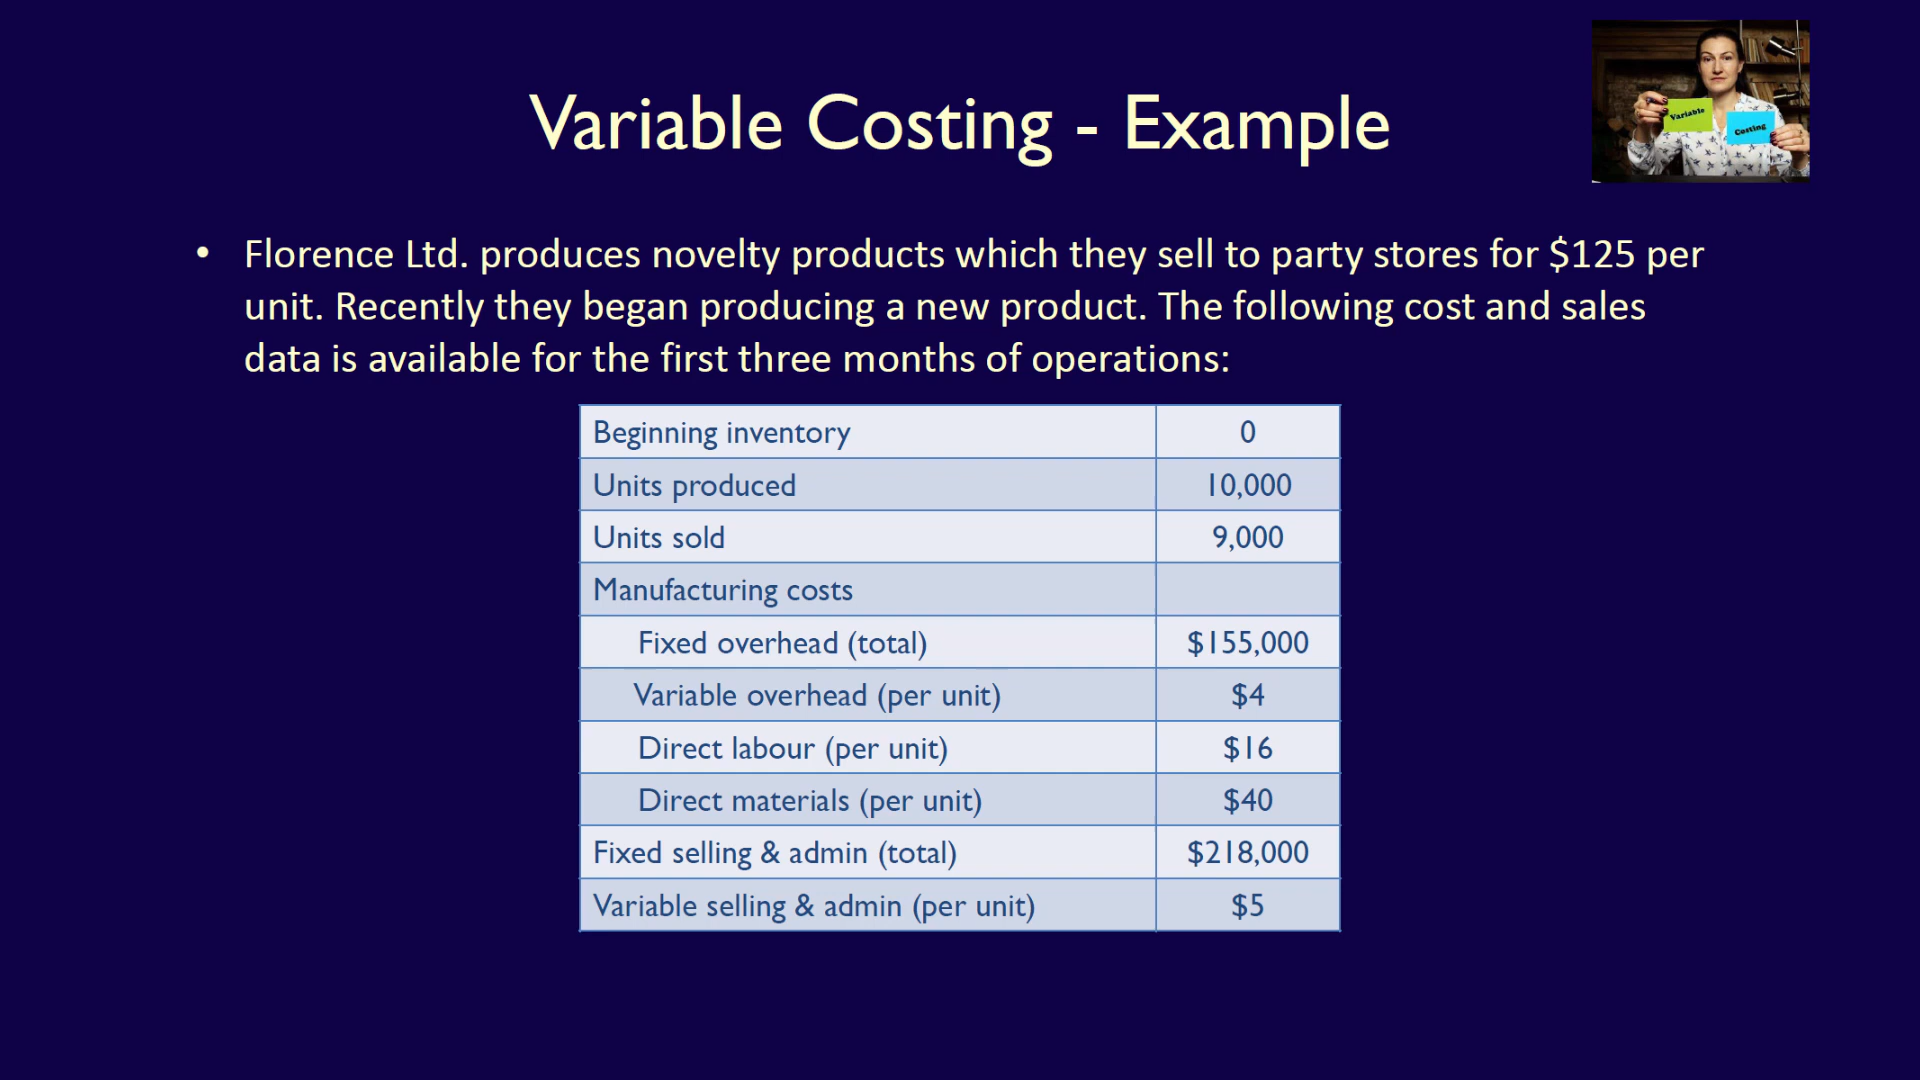 Variable Costing - Example
Variable
Costing
• Florence Ltd. produces novelty products which they sell to party stores for $125 per
unit. Recently they began producing a new product. The following cost and sales
data is available for the first three months of operations:
Beginning inventory 0
Units produced 10,000
Units sold 9,000
Manufacturing costs
Fixed overhead (total) $155,000
Variable overhead (per unit) $4
Direct labour (per unit) $16
Direct materials (per unit) $40
Fixed selling & admin (total) $218,000
Variable selling & admin (per unit) $5